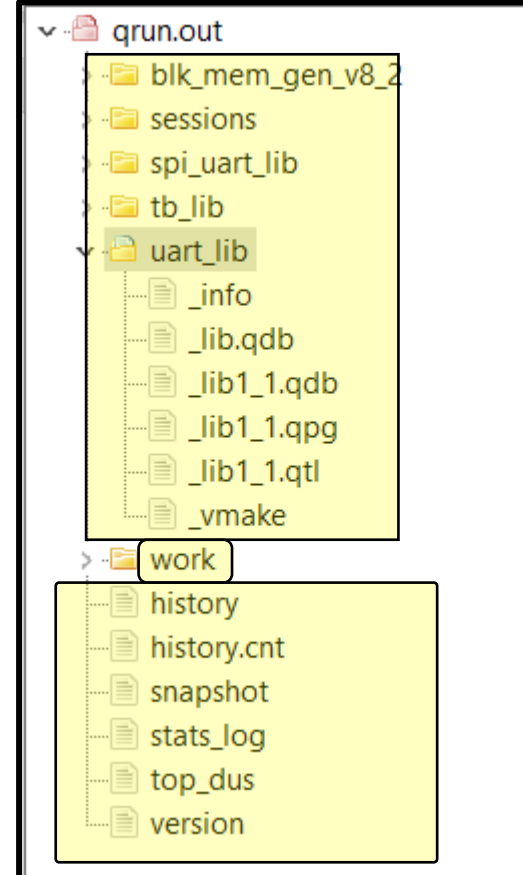 qrun.out
blk_mem_gen_v8_2
sessions
spi_uart_lib
tb_lib
uart_lib
_info
_lib.qdb
_lib1_1.qdb
_lib1_1.qpg
_lib1_1.qtl
_vmake
work
history
history.cnt
snapshot
stats_log
top_dus
version